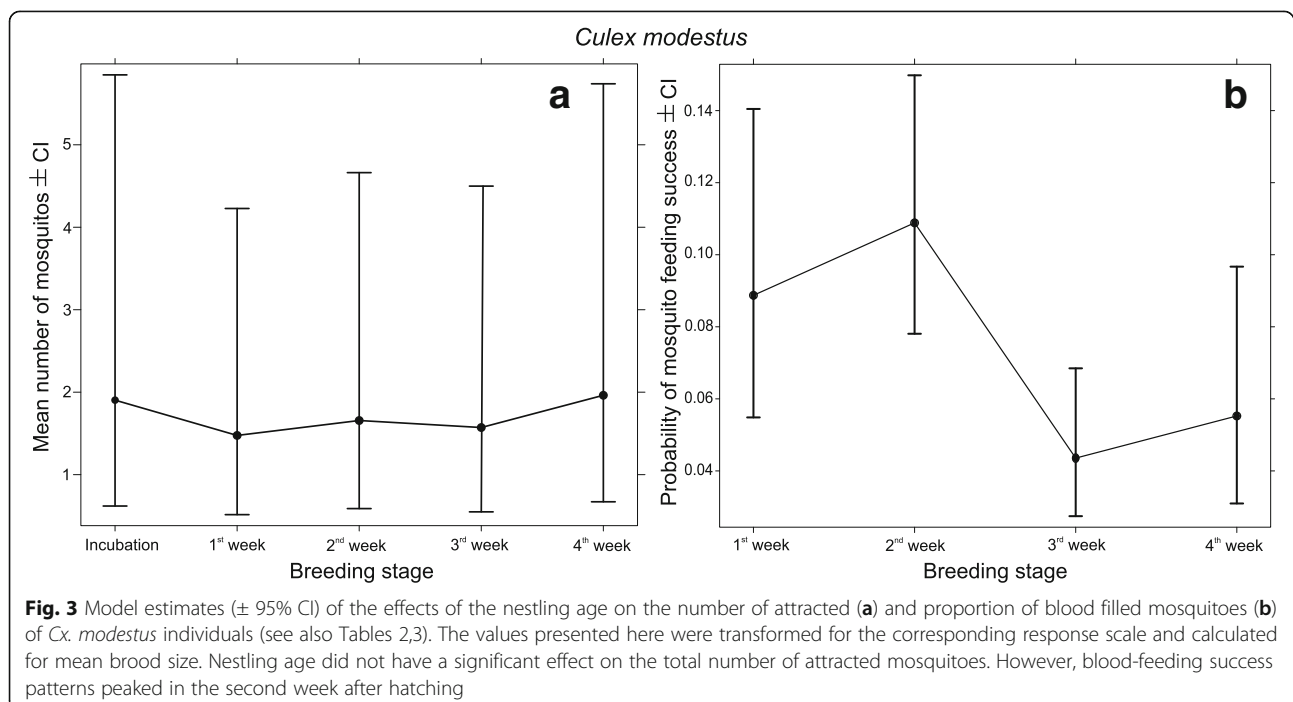 Culex modestus
a
Mean number of mosquitos ± CI
5
4
3
2
1
Incubation
1st week
2nd week
3rd week
4th week
Breeding stage
b
Probability of mosquito feeding success ± CI
0.14
0.12
0.10
0.08
0.06
0.04
1st week
2nd week
3rd week
4th week
Breeding stage
Fig. 3 Model estimates (± 95% CI) of the effects of the nestling age on the number of attracted (a) and proportion of blood filled mosquitoes (b)
of Cx. modestus individuals (see also Tables 2,3). The values presented here were transformed for the corresponding response scale and calculated
for mean brood size. Nestling age did not have a significant effect on the total number of attracted mosquitoes. However, blood-feeding success
patterns peaked in the second week after hatching